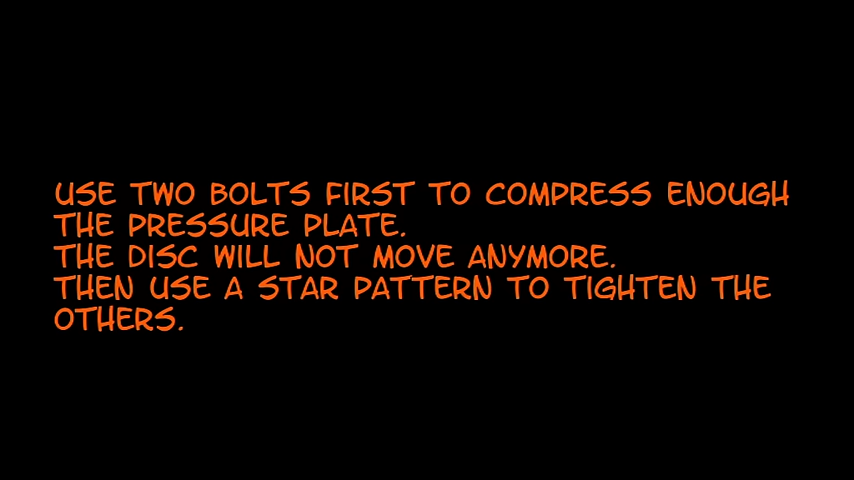 USE TWO BOLTS FIRST TO COMPRESS ENOUGH
THE PRESSURE PLATE.
THE DISC WILL NOT MOVE ANYMORE.
THEN USE A STAR PATTERN TO TIGHTEN THE
OTHERS.